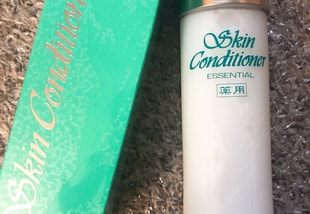 Skin Conditioner
Skin
Conditioner
ESSENTIAL
薬用